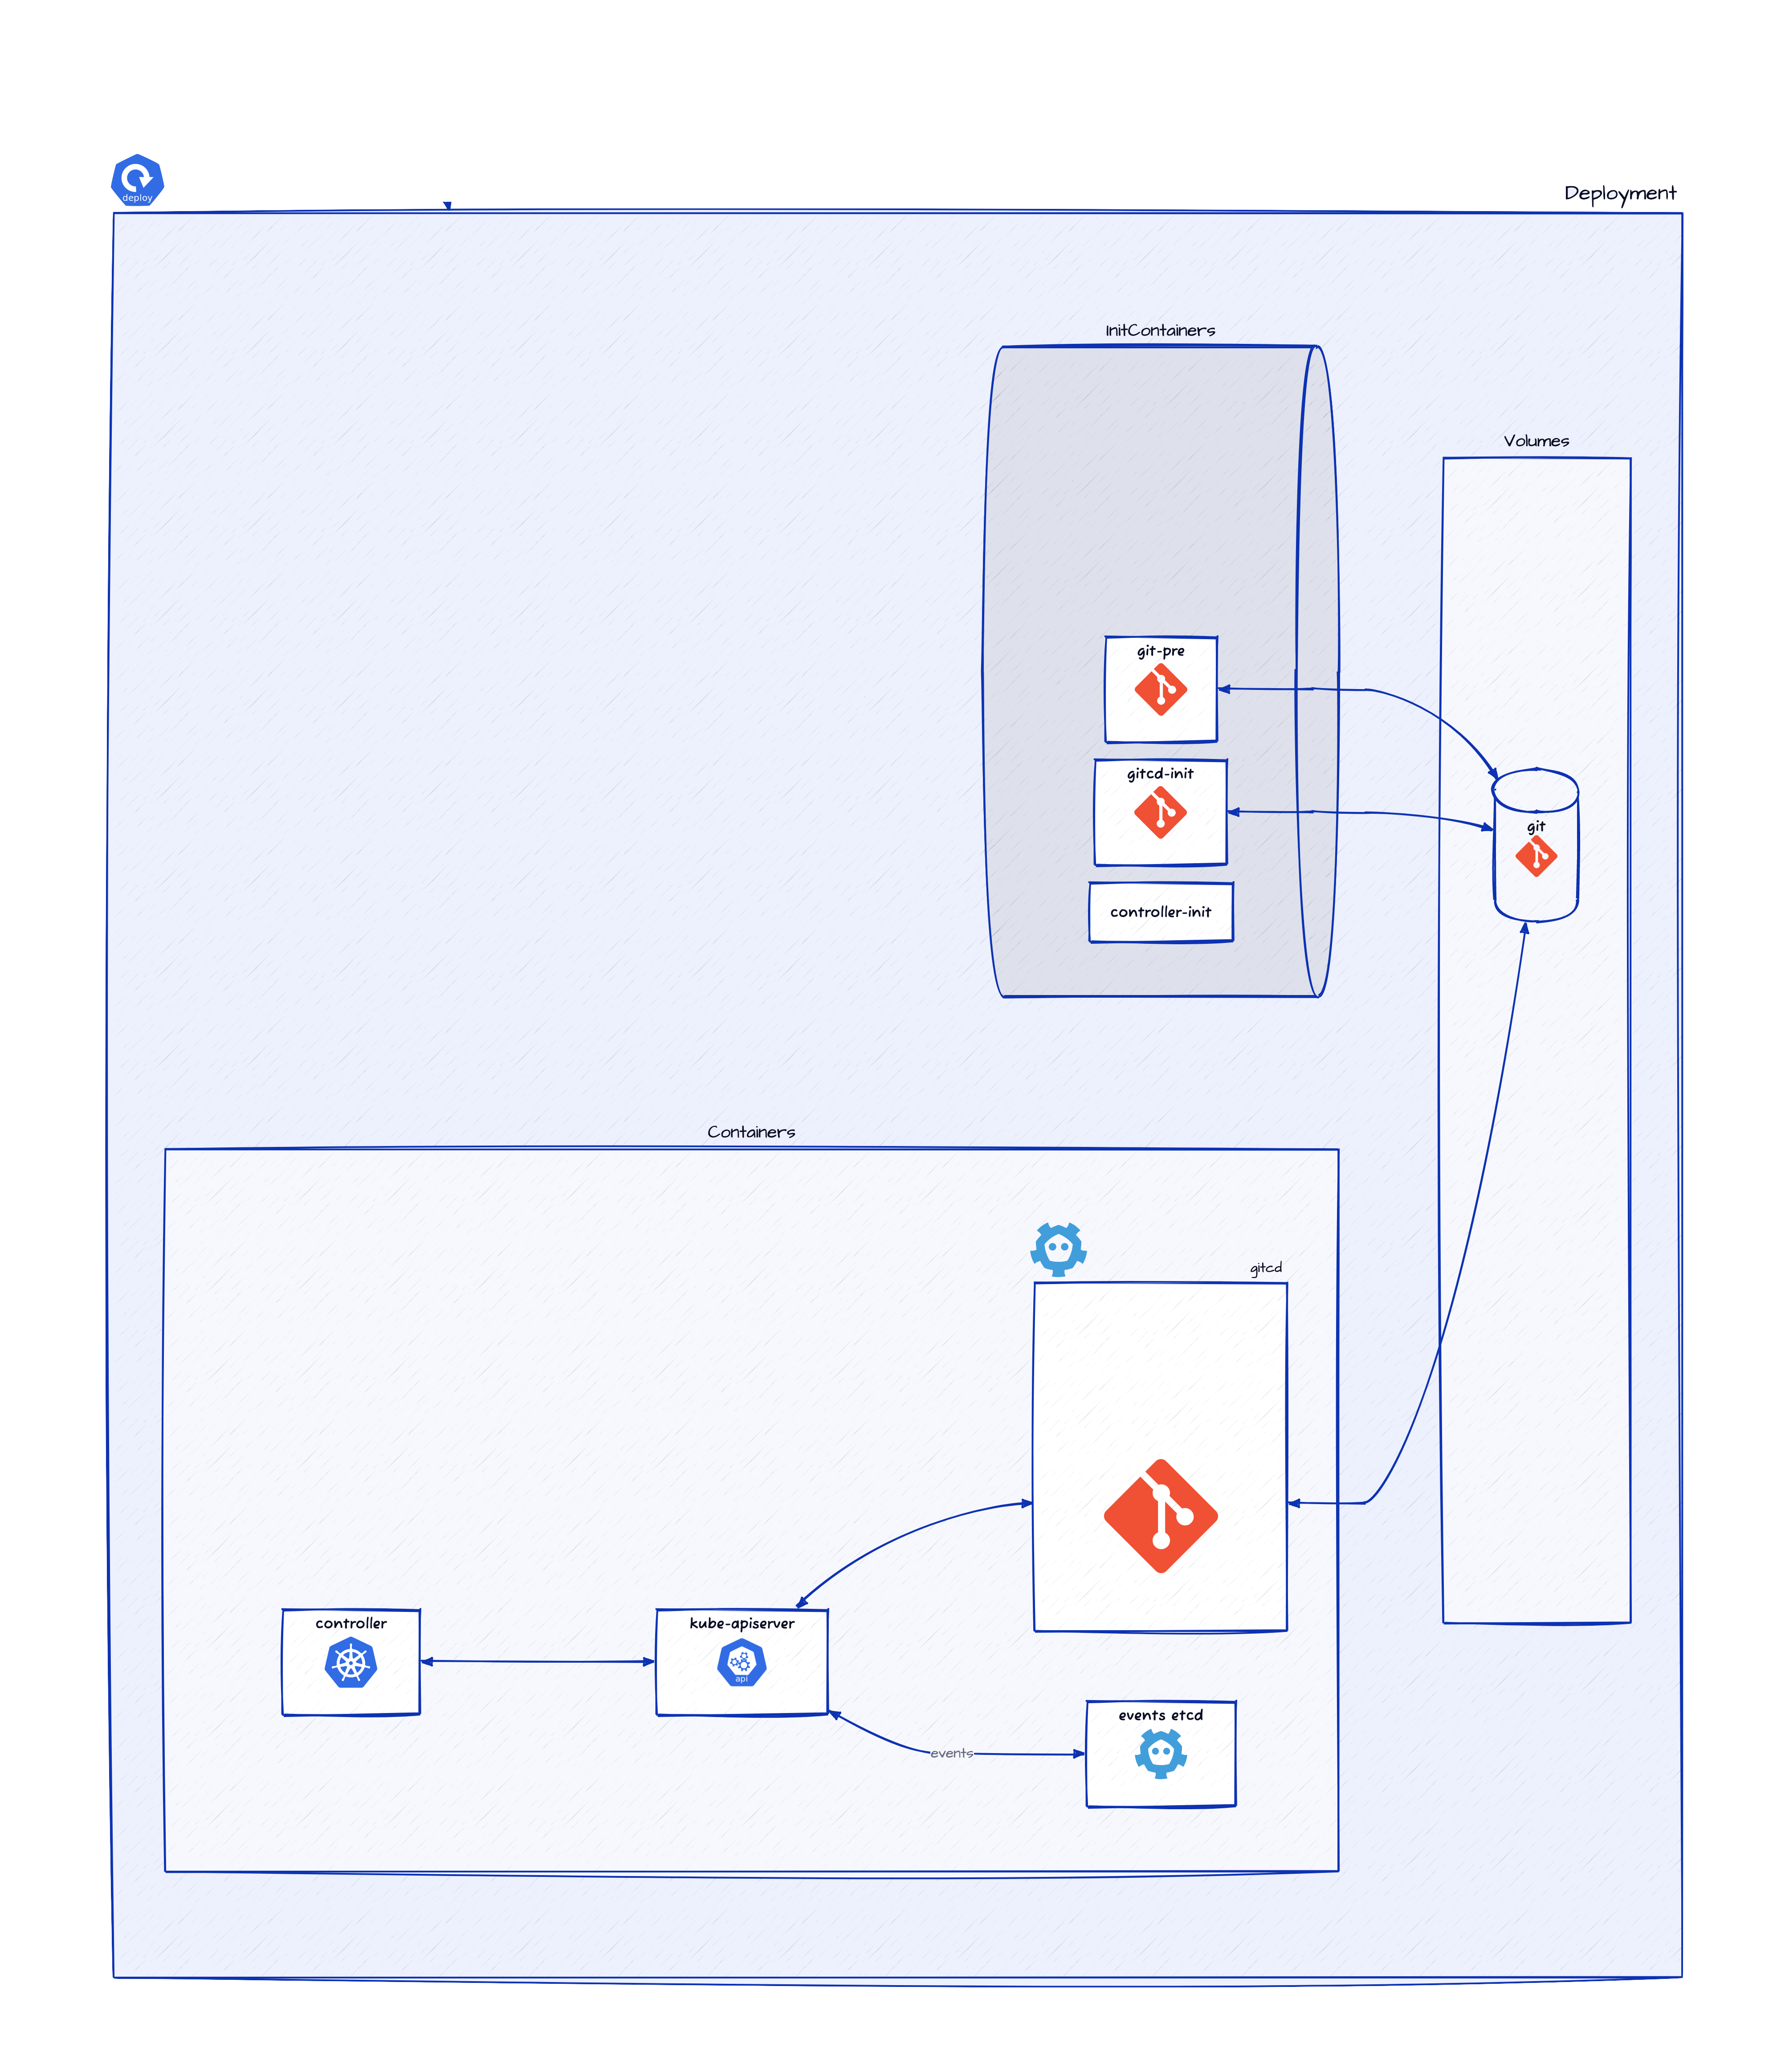 deploy
Deployment
InitContainers
Volumes
git-pre
gitcd-init
git
controller-init
Containers
gitcd
controller
kube-apiserver
api
events etcd
events